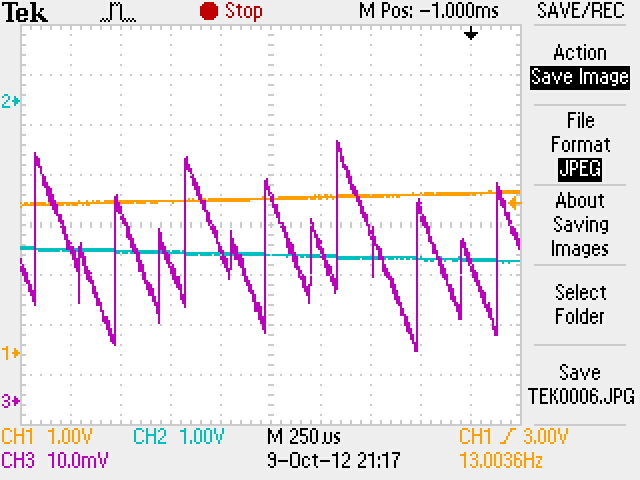 Tek Stop M Pos: -1.000ms SAVE/REC
Action
Save Image
File
Format
JPEG
About
Saving
Images
Select
Folder
Save
TEK0006.JPG
2
1
3
CH1 1.00V CH2 1.00V M 250µs CH1 / 3.00V
CH3 10.0mV 9-Oct-12 21:17 13.0036Hz